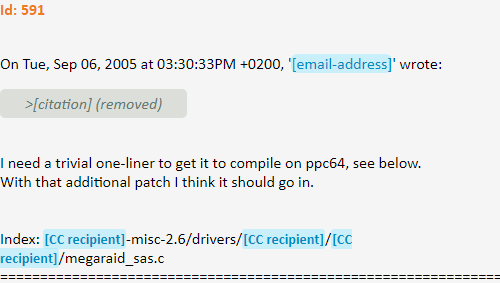 Id: 591
On Tue, Sep 06, 2005 at 03:30:33PM +0200, '[email-address]' wrote:
>[citation] (removed)
I need a trivial one-liner to get it to compile on ppc64, see below.
With that additional patch I think it should go in.
Index: [CC recipient]-misc-2.6/drivers/[CC recipient]/[CC
recipient]/megaraid_sas.c
===================================================================